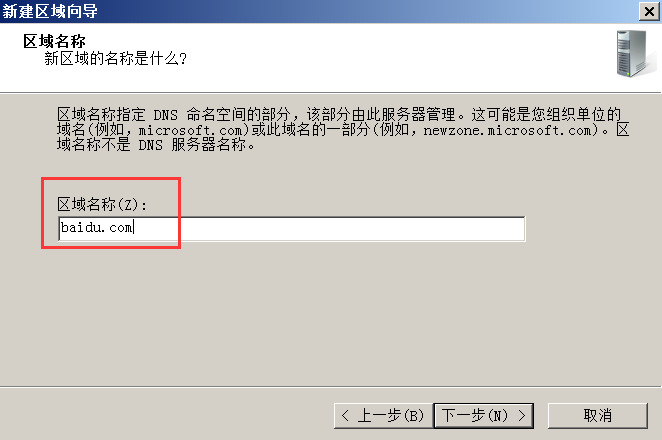 新建区域向导
区域名称
新区域的名称是什么?
区域名称指定 DNS 命名空间的部分，该部分由此服务器管理。这可能是您组织单位的
域名(例如，microsoft.com)或此域名的一部分(例如，newzone.microsoft.com)。区
域名称不是 DNS 服务器名称。
区域名称(Z):
baidu.com
< 上一步(B) 下一步(N) > 取消